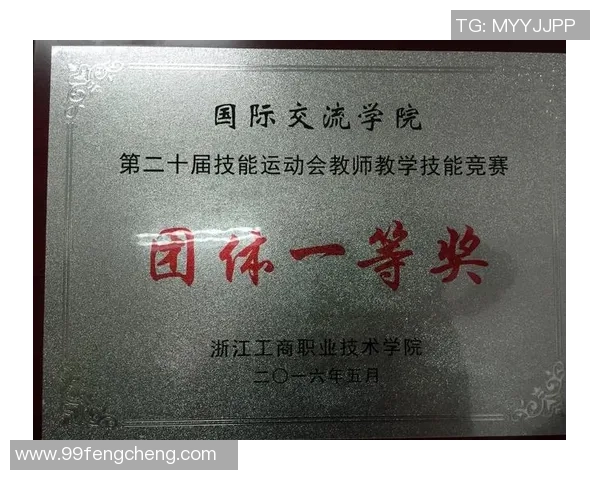 TG: MYYJJPP
国际交流学院
第二十届技能运动会教师教学技能竞赛
团体一等奖
浙江工商职业技术学院
二〇一六年五月
www.99fengcheng.com